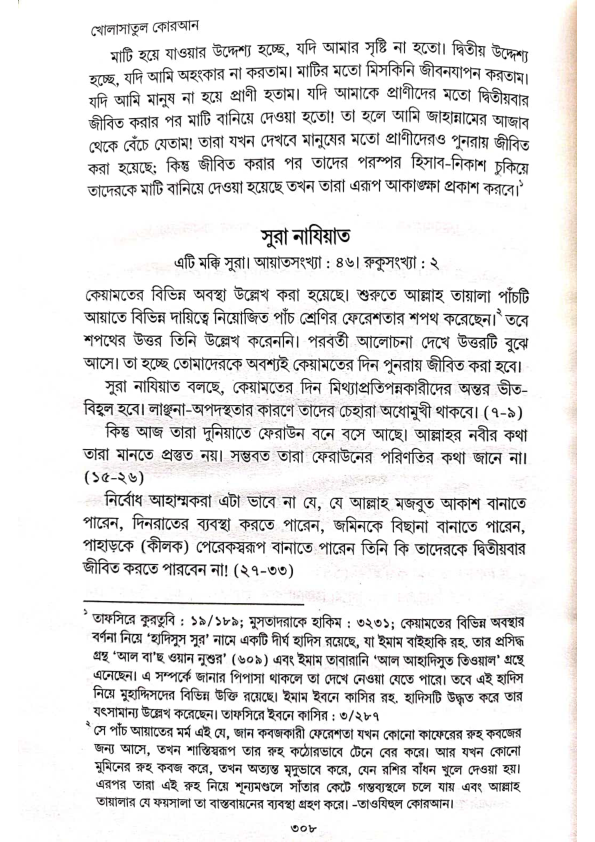 খোলাসাতুল কোরআন
মাটি হয়ে যাওয়ার উদ্দেশ্য হচ্ছে, যদি আমার সৃষ্টি না হতো। দ্বিতীয় উদ্দেশ্য
হচ্ছে, যদি আমি অহংকার না করতাম। মাটির মতো মিসকিনি জীবনযাপন করতাম।
যদি আমি মানুষ না হয়ে প্রাণী হতাম। যদি আমাকে প্রাণীদের মতো দ্বিতীয়বার
জীবিত করার পর মাটি বানিয়ে দেওয়া হতো! তা হলে আমি জাহান্নামের আজাব
থেকে বেঁচে যেতাম! তারা যখন দেখবে মানুষের মতো প্রাণীদেরও পুনরায় জীবিত
করা হয়েছে; কিন্তু জীবিত করার পর তাদের পরস্পর হিসাব-নিকাশ চুকিয়ে
তাদেরকে মাটি বানিয়ে দেওয়া হয়েছে তখন তারা এরূপ আকাঙ্ক্ষা প্রকাশ করবে।১
সুরা নাযিয়াত
এটি মক্কি সুরা। আয়াতসংখ্যা : ৪৬। রুকুসংখ্যা : ২
কেয়ামতের বিভিন্ন অবস্থা উল্লেখ করা হয়েছে। শুরুতে আল্লাহ তায়ালা পাঁচটি
আয়াতে বিভিন্ন দায়িত্বে নিয়োজিত পাঁচ শ্রেণির ফেরেশতার শপথ করেছেন।২ তবে
শপথের উত্তর তিনি উল্লেখ করেননি। পরবর্তী আলোচনা দেখে উত্তরটি বুঝে
আসে। তা হচ্ছে তোমাদেরকে অবশ্যই কেয়ামতের দিন পুনরায় জীবিত করা হবে।
সুরা নাযিয়াত বলছে, কেয়ামতের দিন মিথ্যাপ্রতিপন্নকারীদের অন্তর ভীত-
বিহ্বল হবে। লাঞ্ছনা-অপদস্থতার কারণে তাদের চেহারা অধোমুখী থাকবে। (৭-৯)
কিন্তু আজ তারা দুনিয়াতে ফেরাউন বনে বসে আছে। আল্লাহর নবীর কথা
তারা মানতে প্রস্তুত নয়। সম্ভবত তারা ফেরাউনের পরিণতির কথা জানে না।
(১৫-২৬)
নির্বোধ আহাম্মকরা এটা ভাবে না যে, যে আল্লাহ মজবুত আকাশ বানাতে
পারেন, দিনরাতের ব্যবস্থা করতে পারেন, জমিনকে বিছানা বানাতে পারেন,
পাহাড়কে (কীলক) পেরেকস্বরূপ বানাতে পারেন তিনি কি তাদেরকে দ্বিতীয়বার
জীবিত করতে পারবেন না! (২৭-৩৩)
১ তাফসিরে কুরতুবি : ১৯/১৮৯; মুসতাদরাকে হাকিম : ৩২৩১; কেয়ামতের বিভিন্ন অবস্থার
বর্ণনা নিয়ে ‘হাদিসুস সুর’ নামে একটি দীর্ঘ হাদিস রয়েছে, যা ইমাম বাইহাকি রহ. তার প্রসিদ্ধ
গ্রন্থ ‘আল বা'ছ ওয়ান নুশুর’ (৬০৯) এবং ইমাম তাবারানি ‘আল আহাদিসুত তিওয়াল’ গ্রন্থে
এনেছেন। এ সম্পর্কে জানার পিপাসা থাকলে তা দেখে নেওয়া যেতে পারে। তবে এই হাদিস
নিয়ে মুহাদ্দিসদের বিভিন্ন উক্তি রয়েছে। ইমাম ইবনে কাসির রহ. হাদিসটি উদ্ধৃত করে তার
যৎসামান্য উল্লেখ করেছেন। তাফসিরে ইবনে কাসির : ৩/২৮৭
২ সে পাঁচ আয়াতের মর্ম এই যে, জান কবজকারী ফেরেশতা যখন কোনো কাফেরের রুহ কবজের
জন্য আসে, তখন শাস্তিস্বরূপ তার রুহ কঠোরভাবে টেনে বের করে। আর যখন কোনো
মুমিনের রুহ কবজ করে, তখন অত্যন্ত মৃদুভাবে করে, যেন রশির বাঁধন খুলে দেওয়া হয়।
এরপর তারা এই রুহ নিয়ে শূন্যমণ্ডলে সাঁতার কেটে গন্তব্যস্থলে চলে যায় এবং আল্লাহ
তায়ালার যে ফয়সালা তা বাস্তবায়নের ব্যবস্থা গ্রহণ করে। -তাওযিহুল কোরআন।
৩০৮